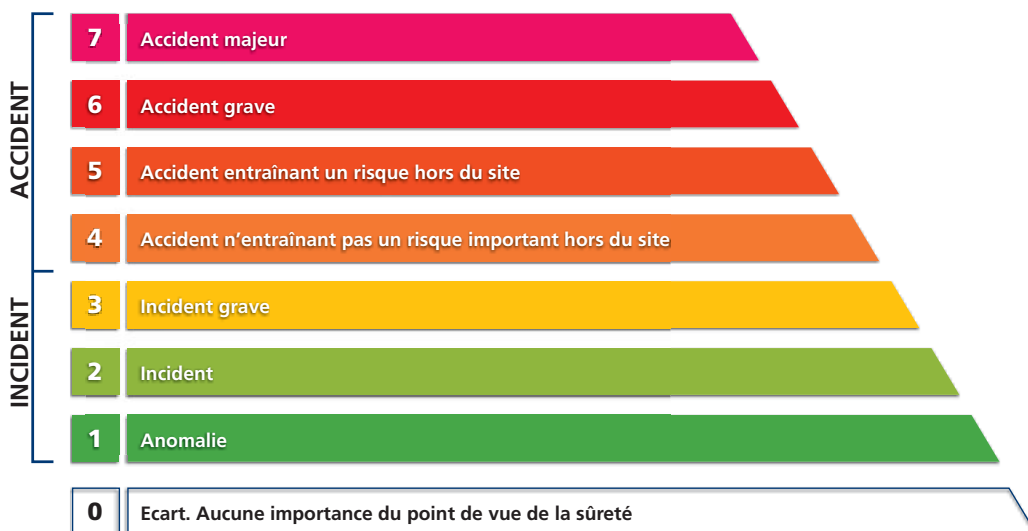 ACCIDENT
7 Accident majeur
6 Accident grave
5 Accident entraînant un risque hors du site
4 Accident n’entraînant pas un risque important hors du site
INCIDENT
3 Incident grave
2 Incident
1 Anomalie
0 Ecart. Aucune importance du point de vue de la sûreté